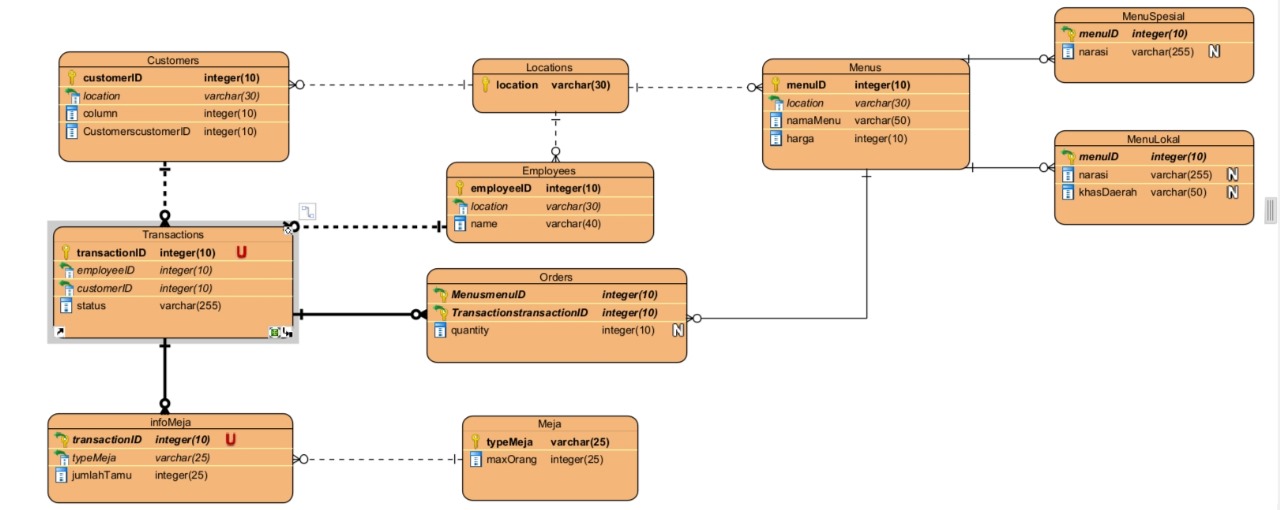 Customers
customerID integer(10)
location varchar(30)
column integer(10)
CustomerscustomerID integer(10)
Locations
location varchar(30)
Menus
menuID integer(10)
location varchar(30)
namaMenu varchar(50)
harga integer(10)
MenuSpesial
menuID integer(10)
narasi varchar(255) N
MenuLokal
menuID integer(10)
narasi varchar(255) N
khasDaerah varchar(50) N
Employees
employeeID integer(10)
location varchar(30)
name varchar(40)
Transactions
transactionID integer(10) U
employeeID integer(10)
customerID integer(10)
status varchar(255)
Orders
MenusmenuID integer(10)
TransactionstransactionID integer(10)
quantity integer(10) N
infoMeja
transactionID integer(10) U
typeMeja varchar(25)
jumlahTamu integer(25)
Meja
typeMeja varchar(25)
maxOrang integer(25)